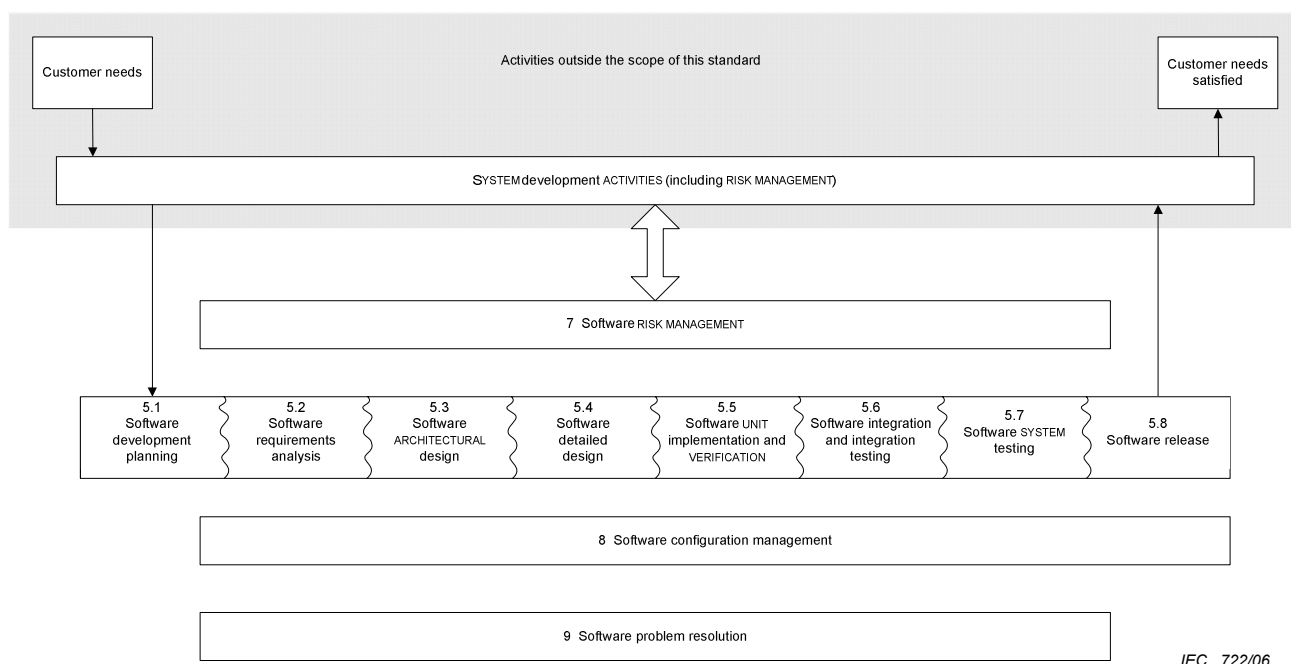 Customer needs
Activities outside the scope of this standard
Customer needs
satisfied
SYSTEM development ACTIVITIES (including RISK MANAGEMENT)
7 Software RISK MANAGEMENT
5.1
Software
development
planning
5.2
Software
requirements
analysis
5.3
Software
ARCHITECTURAL
design
5.4
Software
detailed
design
5.5
Software UNIT
implementation and
VERIFICATION
5.6
Software integration
and integration
testing
5.7
Software SYSTEM
testing
5.8
Software release
8 Software configuration management
9 Software problem resolution
IEC 722/06